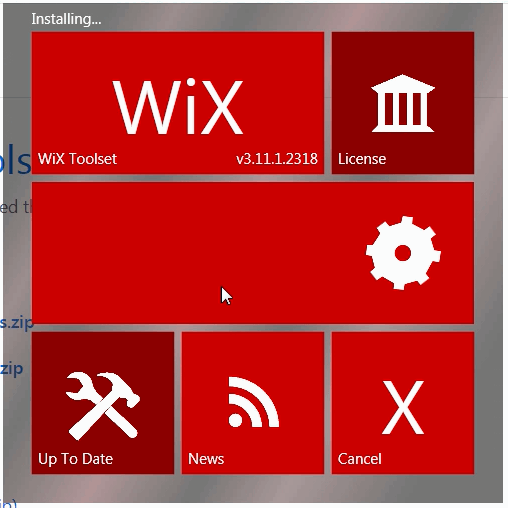 Installing...
WiX
WiX Toolset
v3.11.1.2318
License
ols
ed th
s.zip
zip
Up To Date
News
X
Cancel
ip)